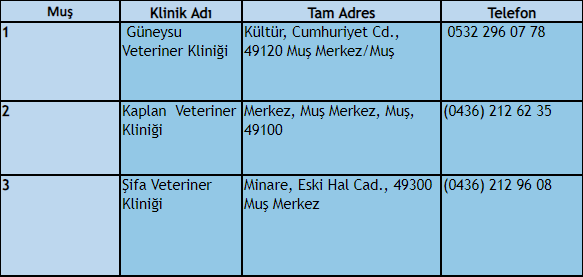 Muş Klinik Adı Tam Adres Telefon
1 Güneysu Kültür, Cumhuriyet Cd., 0532 296 07 78
Veteriner Kliniği 49120 Muş Merkez/Muş
2 Kaplan Veteriner Merkez, Muş Merkez, Muş, (0436) 212 62 35
Kliniği 49100
3 Şifa Veteriner Minare, Eski Hal Cad., 49300 (0436) 212 96 08
Kliniği Muş Merkez